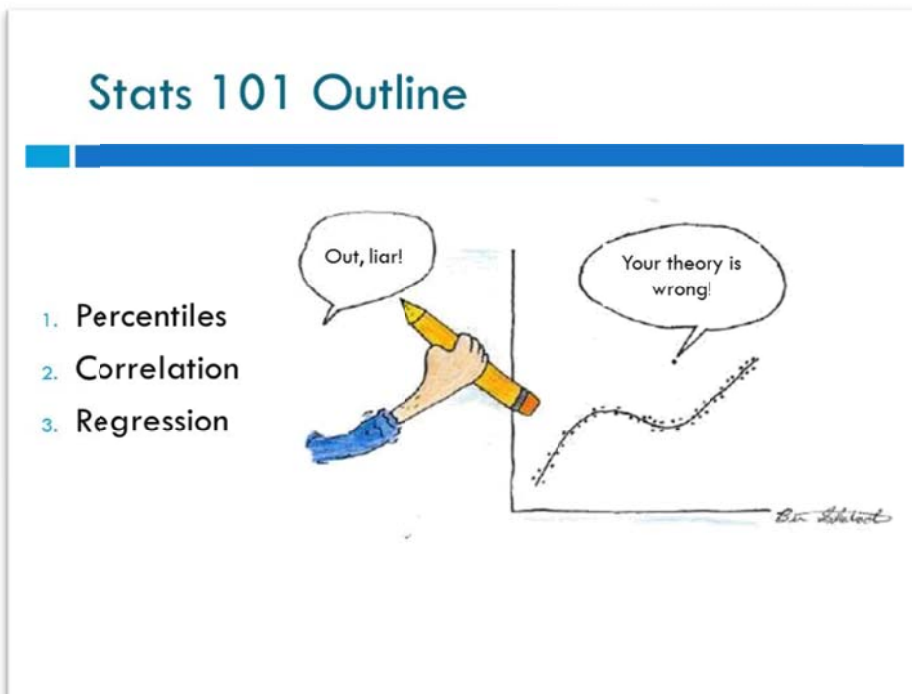 Stats 101 Outline
Out, liar!
Your theory is
wrong!
1. Percentiles
2. Correlation
3. Regression